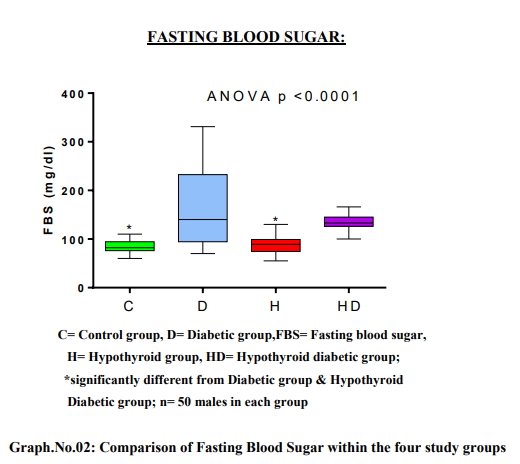 FASTING BLOOD SUGAR:
ANOVA p <0.0001
400
300
200
100
0
FBS (mg/dl)
*
*
C D H HD
C= Control group, D= Diabetic group,FBS= Fasting blood sugar,
H= Hypothyroid group, HD= Hypothyroid diabetic group;
*significantly different from Diabetic group & Hypothyroid
Diabetic group; n= 50 males in each group
Graph.No.02: Comparison of Fasting Blood Sugar within the four study groups